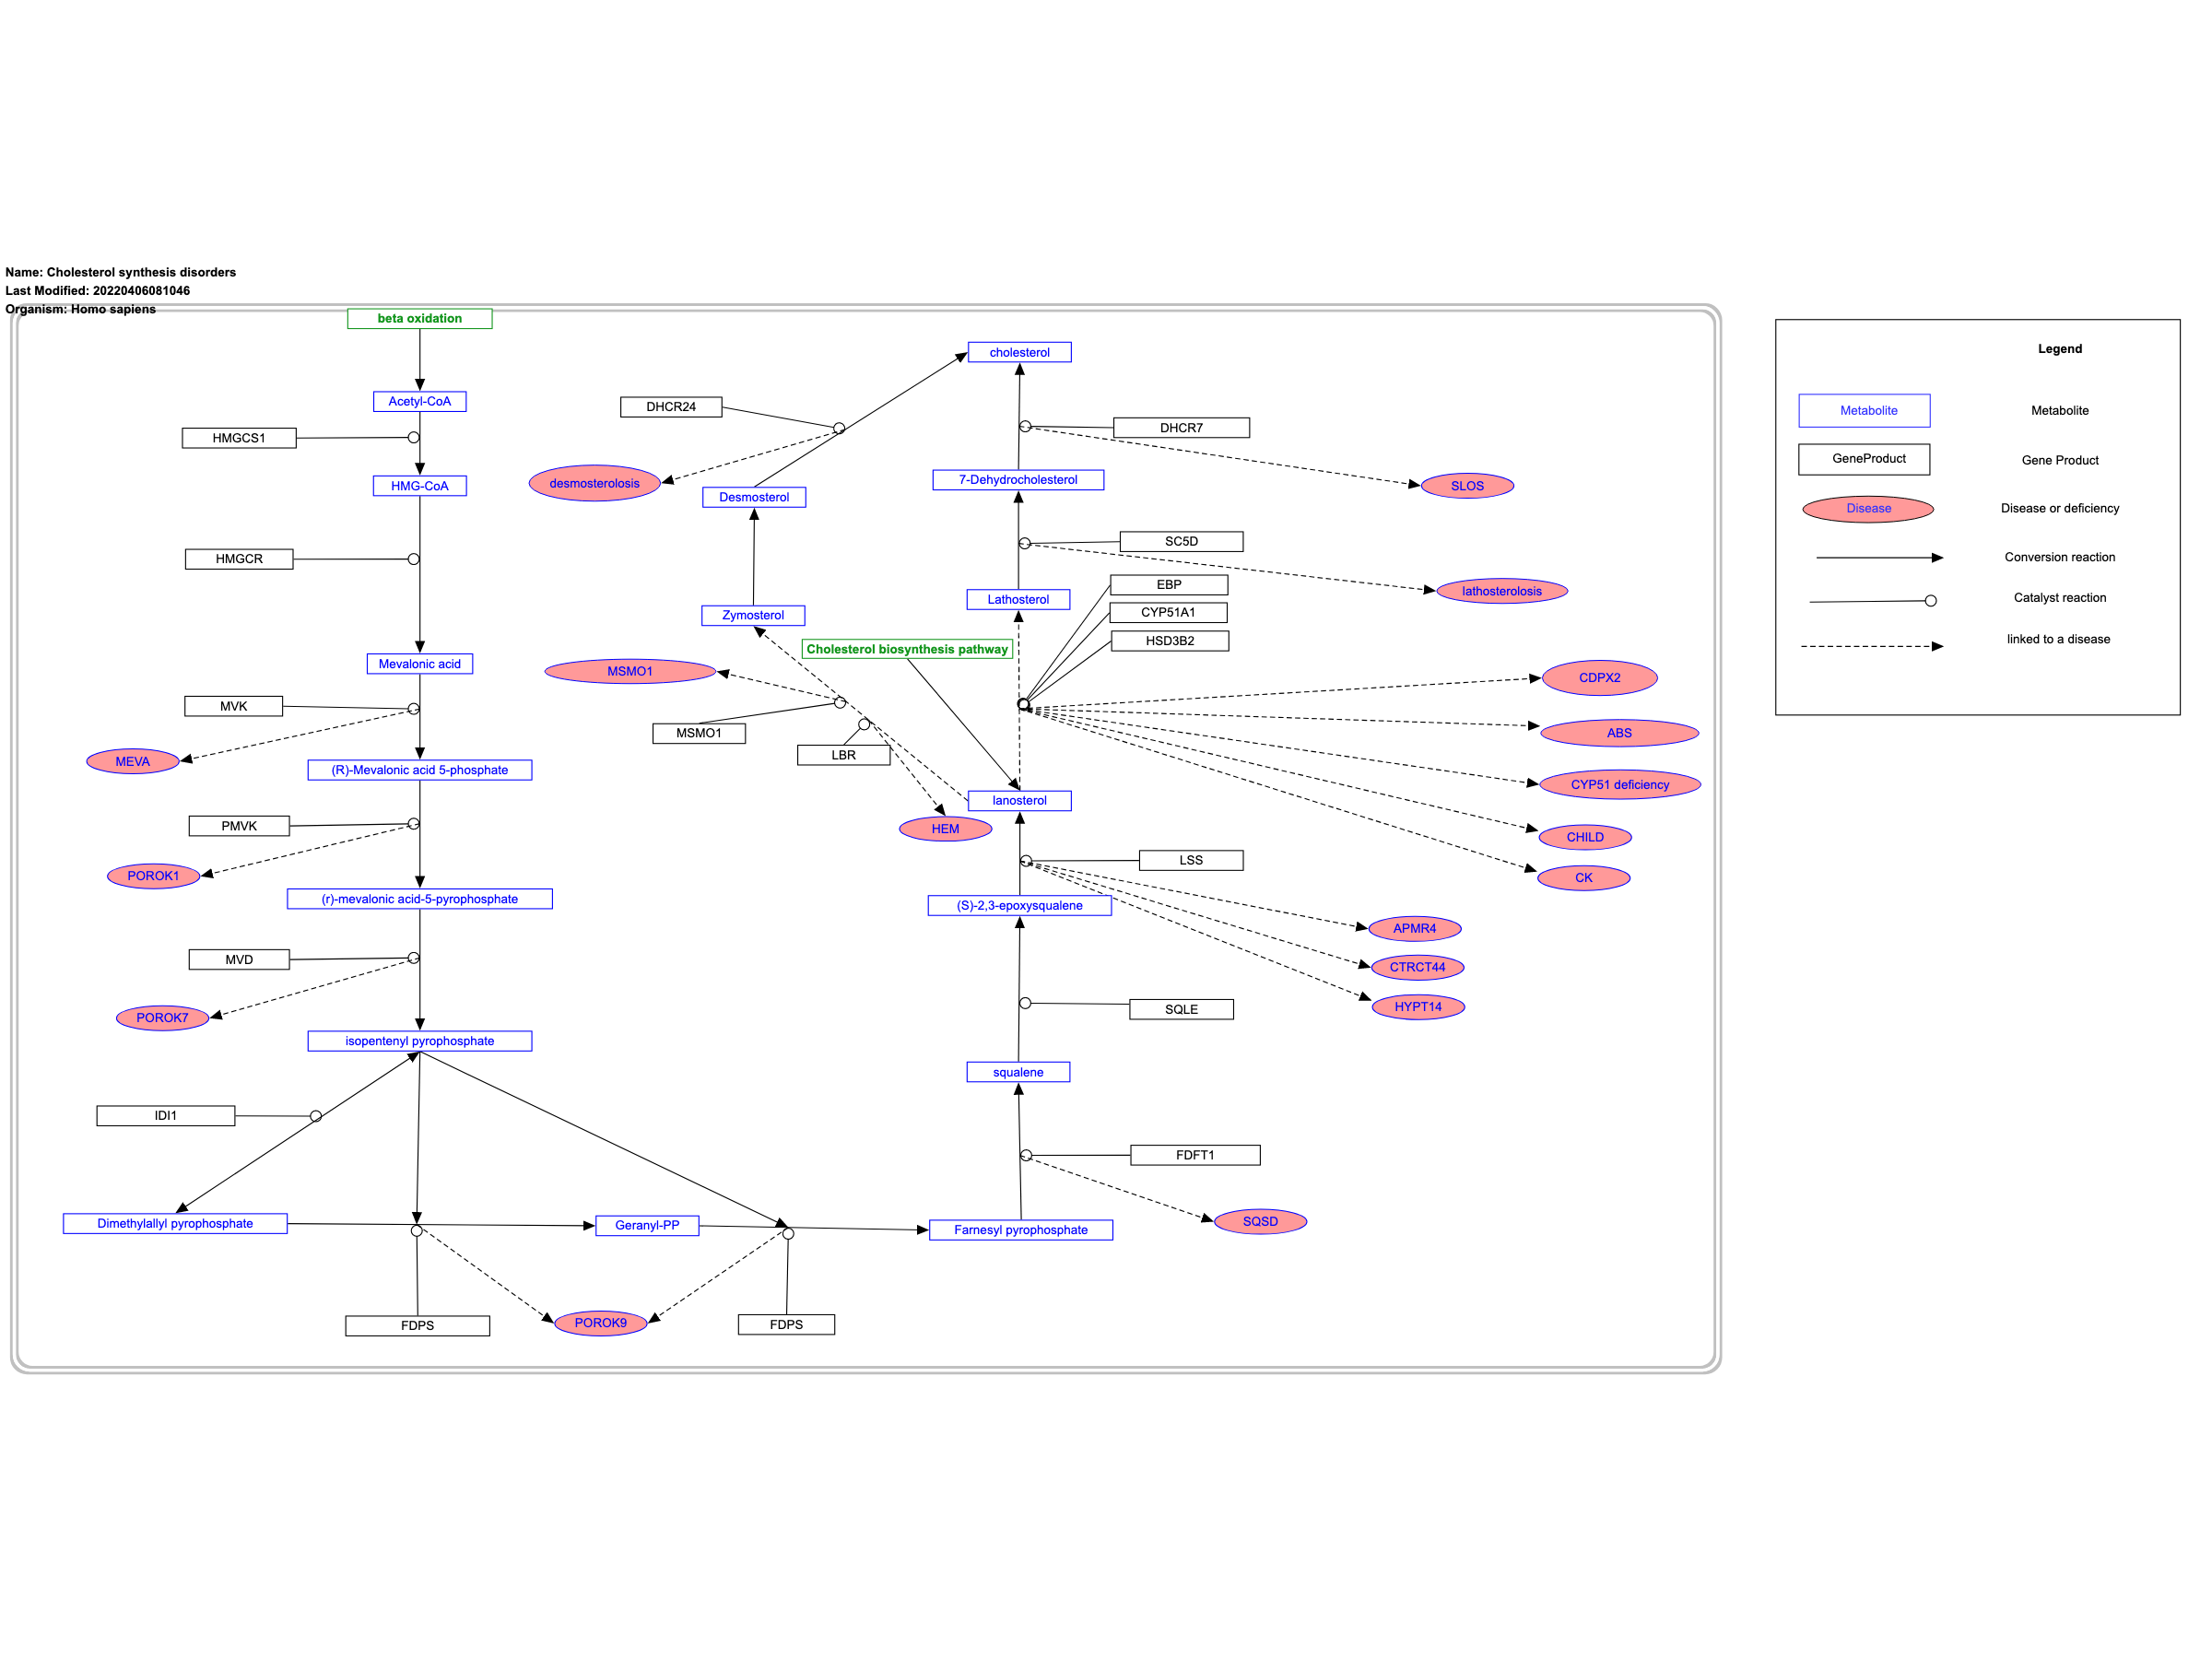 Name: Cholesterol synthesis disorders
Last Modified: 20220406081046
Organism: Homo sapiens
beta oxidation
Acetyl-CoA
HMGCS1
HMG-CoA
HMGCR
Mevalonic acid
MVK
MEVA
(R)-Mevalonic acid 5-phosphate
PMVK
POROK1
(r)-mevalonic acid-5-pyrophosphate
MVD
POROK7
isopentenyl pyrophosphate
IDI1
Dimethylallyl pyrophosphate
Geranyl-PP
FDPS
POROK9
FDPS
cholesterol
DHCR24
desmosterolosis
Desmosterol
Zymosterol
Cholesterol biosynthesis pathway
MSMO1
MSMO1
LBR
HEM
DHCR7
SLOS
7-Dehydrocholesterol
SC5D
lathosterolosis
Lathosterol
EBP
CYP51A1
HSD3B2
CDPX2
ABS
CYP51 deficiency
CHILD
CK
lanosterol
LSS
(S)-2,3-epoxysqualene
APMR4
CTRCT44
HYPT14
SQLE
squalene
FDFT1
SQSD
Farnesyl pyrophosphate
Legend
Metabolite
Metabolite
GeneProduct
Gene Product
Disease
Disease or deficiency
Conversion reaction
Catalyst reaction
linked to a disease